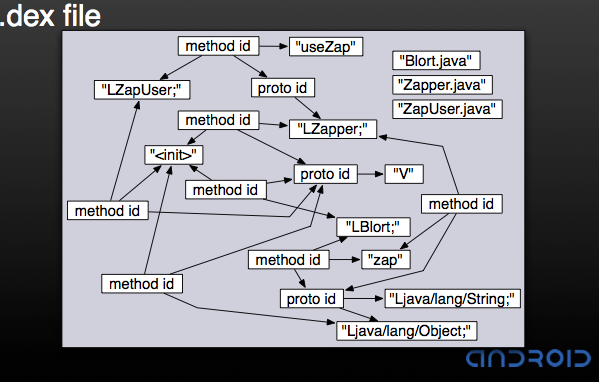 .dex file
method id
"useZap"
"Blort.java"
"LZapUser;"
proto id
"Zapper.java"
"ZapUser.java"
method id
"LZapper;"
"<init>"
proto id
"V"
method id
method id
method id
"LBlort;"
method id
"zap"
method id
proto id
"Ljava/lang/String;"
"Ljava/lang/Object;"
ANDROID